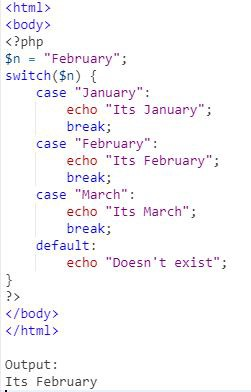 <html>
<body>
<?php
$n = "February";
switch($n) {
    case "January":
        echo "Its January";
        break;
    case "February":
        echo "Its February";
        break;
    case "March":
        echo "Its March";
        break;
    default:
        echo "Doesn't exist";
}
?>
</body>
</html>

Output:
Its February